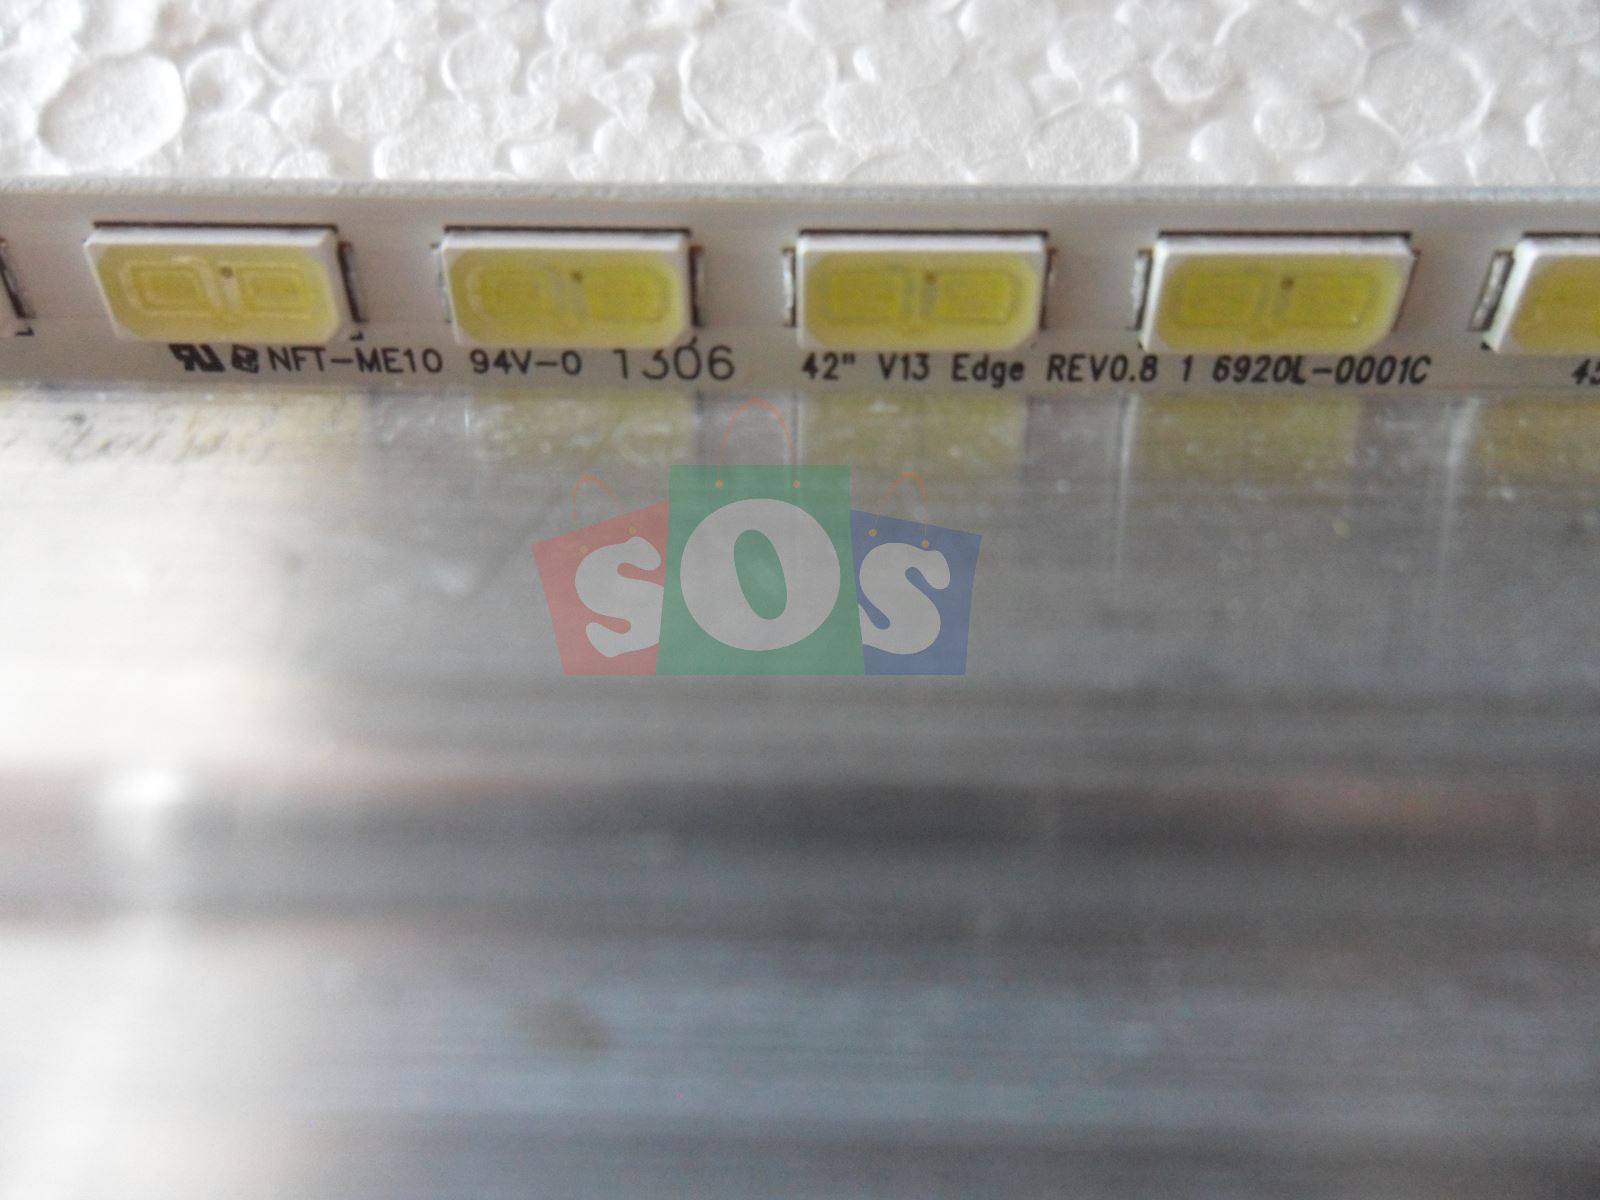 NFT-ME10 94V-0 1306 42" V13 Edge REV0.8 1 6920L-0001C
SOS